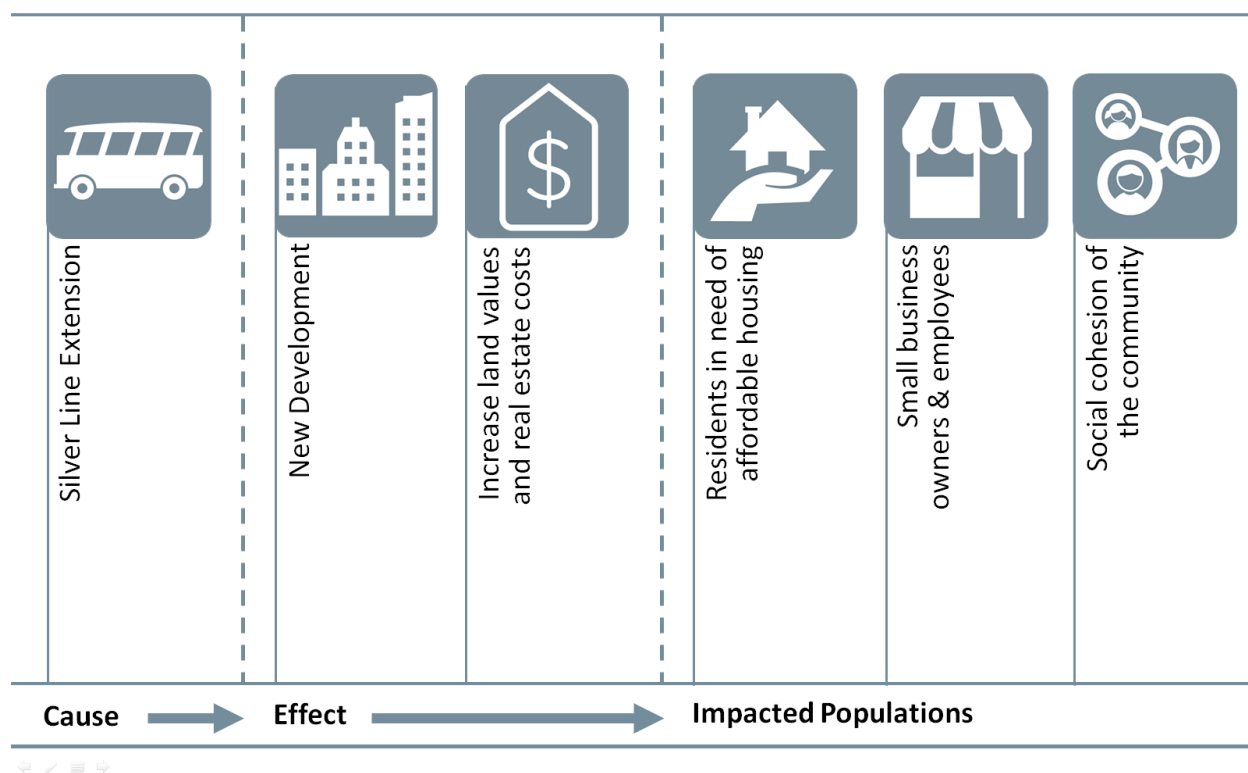 Silver Line Extension
New Development
Increase land values
and real estate costs
Residents in need of
affordable housing
Small business
owners & employees
Social cohesion of
the community
Cause
Effect
Impacted Populations